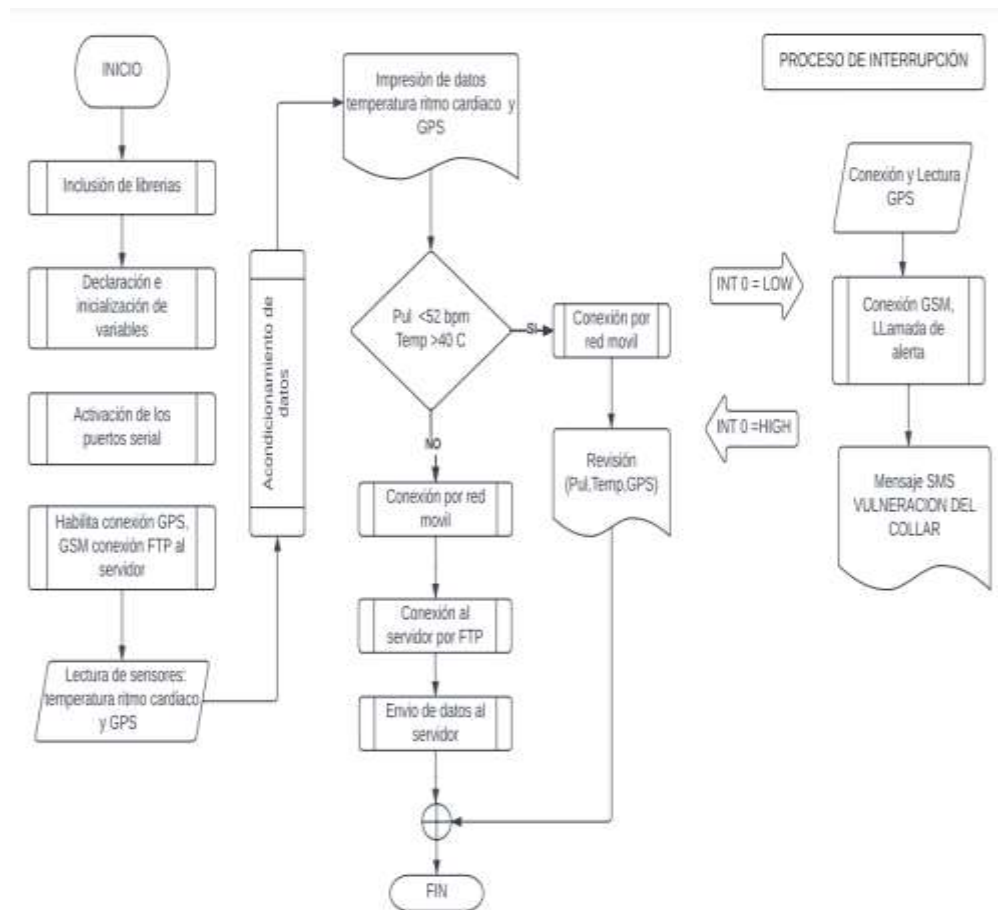 INICIO
Inclusión de librerias
Declaración e
inicialización de
variables
Activación de los
puertos serial
Habilita conexión GPS,
GSM conexión FTP al
servidor
Lectura de sensores:
temperatura ritmo cardiaco
y GPS
Acondicionamiento de
datos
Impresión de datos
temperatura ritmo cardiaco y
GPS
Pul <52 bpm
Temp >40 C
SI
NO
Conexión por
red movil
Revisión
(Pul,Temp,GPS)
Conexión por red
movil
Conexión al
servidor por FTP
Envio de datos al
servidor
FIN
PROCESO DE INTERRUPCIÓN
INT 0 = LOW
INT 0 =HIGH
Conexión y Lectura
GPS
Conexión GSM,
LLamada de
alerta
Mensaje SMS
VULNERACION DEL
COLLAR